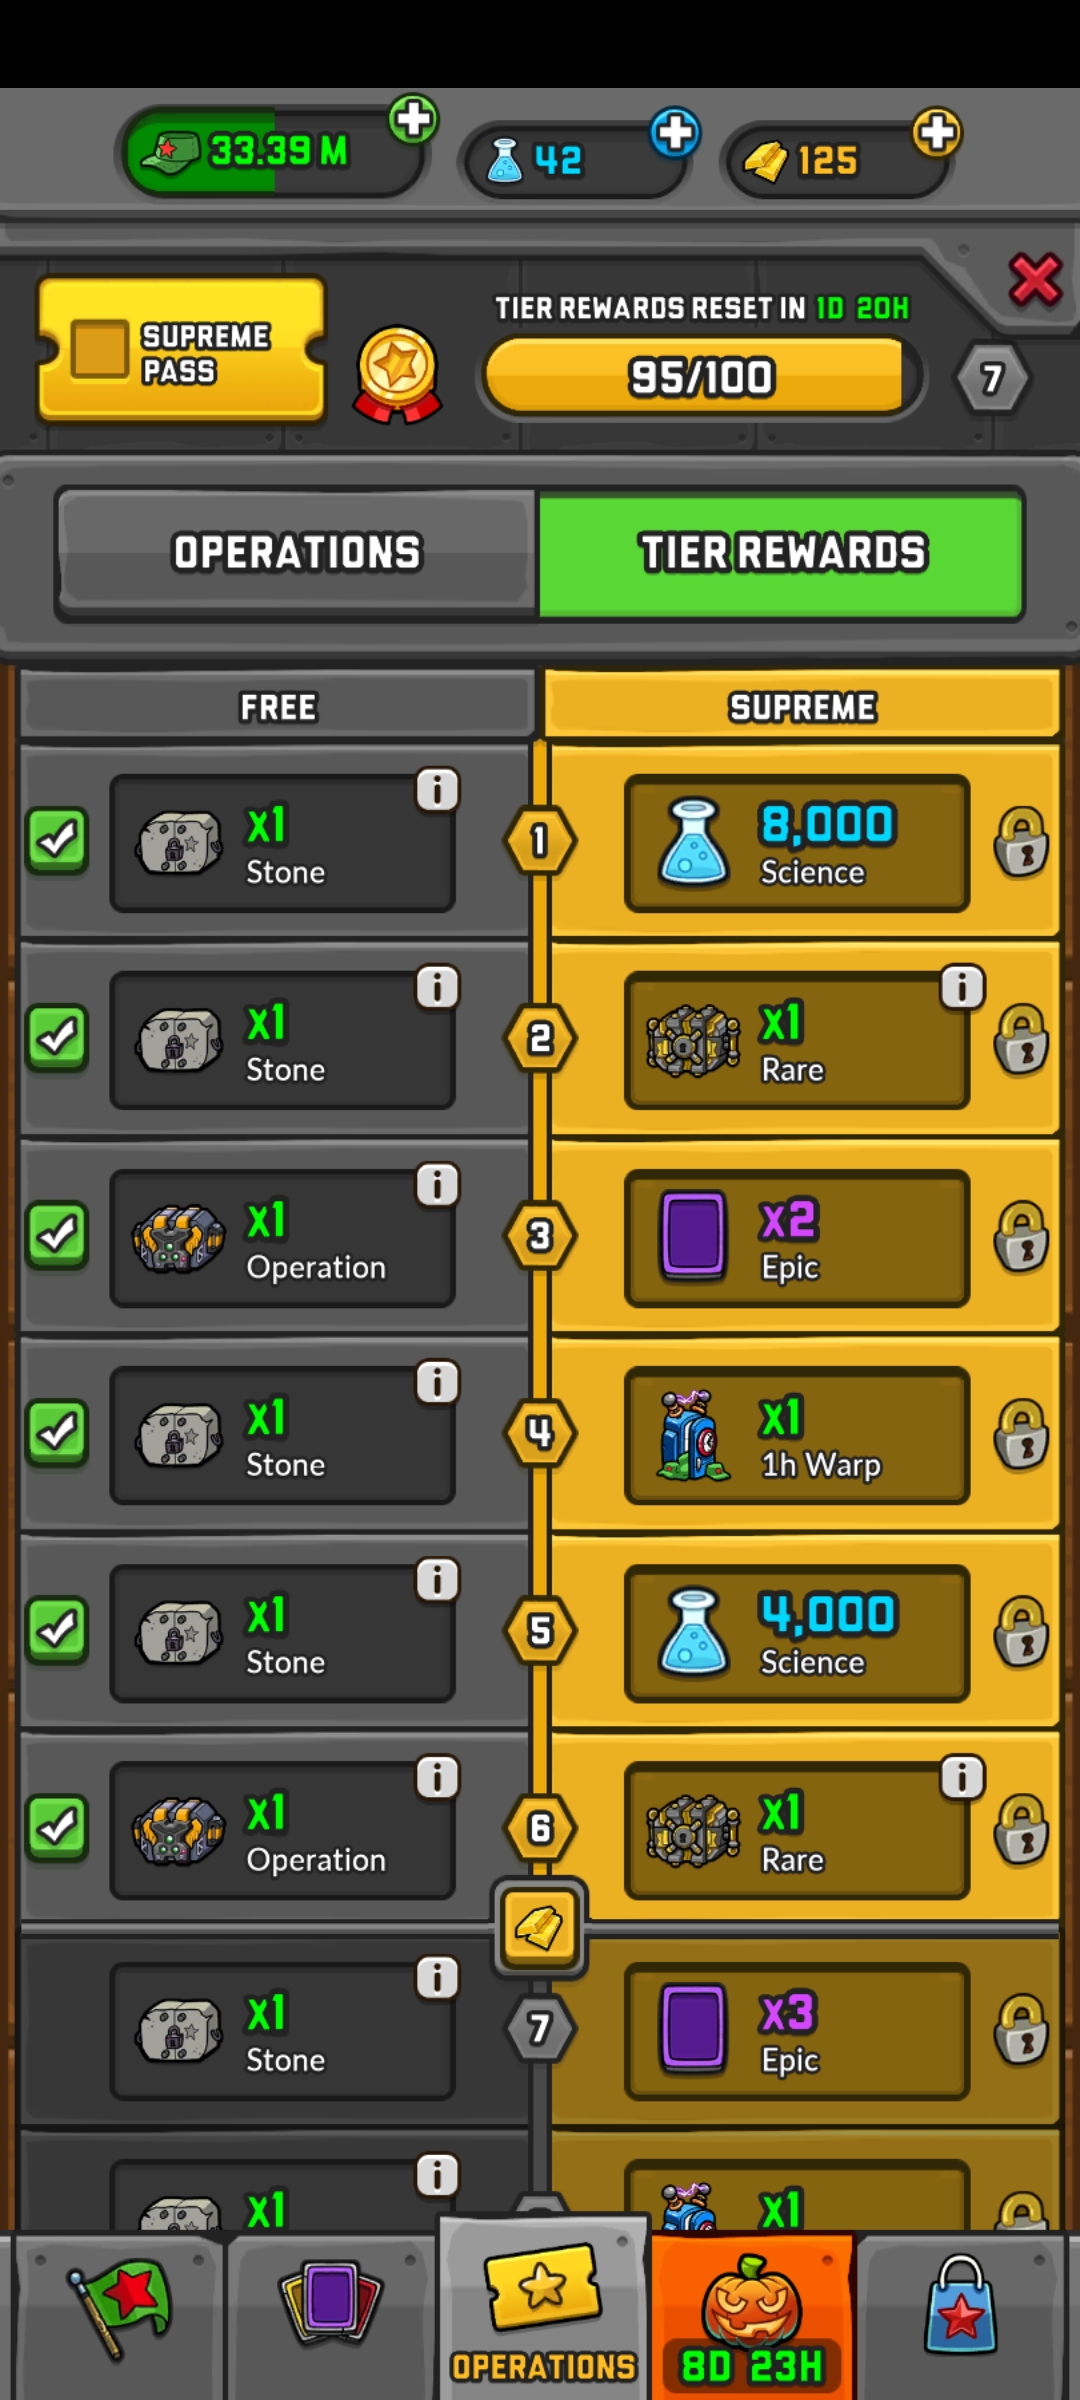 33.39 M
42
125
SUPREME
PASS
TIER REWARDS RESET IN 1D 20H
95/100
7
OPERATIONS
TIER REWARDS
FREE
SUPREME
x1
Stone
1
8,000
Science
x1
Stone
2
x1
Rare
x1
Operation
3
x2
Epic
x1
Stone
4
x1
1h Warp
x1
Stone
5
4,000
Science
x1
Operation
6
x1
Rare
x1
Stone
7
x3
Epic
x1
x1
OPERATIONS
8D 23H